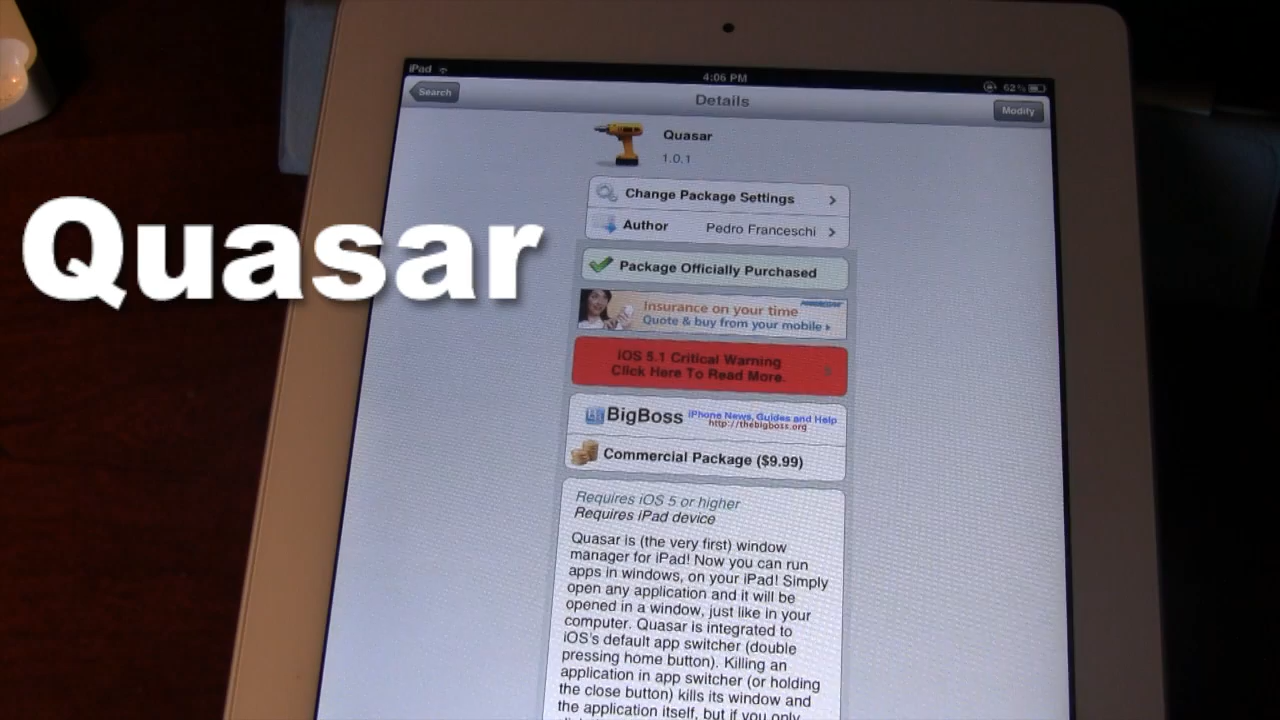 iPad
4:06 PM
62%
Search
Details
Modify
Quasar
1.0.1
Change Package Settings
Author Pedro Franceschi
Quasar
Package Officially Purchased
Insurance on your time
Quote & buy from your mobile
iOS 5.1 Critical Warning
Click Here To Read More.
BigBoss iPhone News, Guides and Help
http://thebigboss.org
Commercial Package ($9.99)
Requires iOS 5 or higher
Requires iPad device
Quasar is (the very first) window
manager for iPad! Now you can run
apps in windows, on your iPad! Simply
open any application and it will be
opened in a window, just like in your
computer. Quasar is integrated to
iOS's default app switcher (double
pressing home button). Killing an
application in app switcher (or holding
the close button) kills its window and
the application itself, but if you only